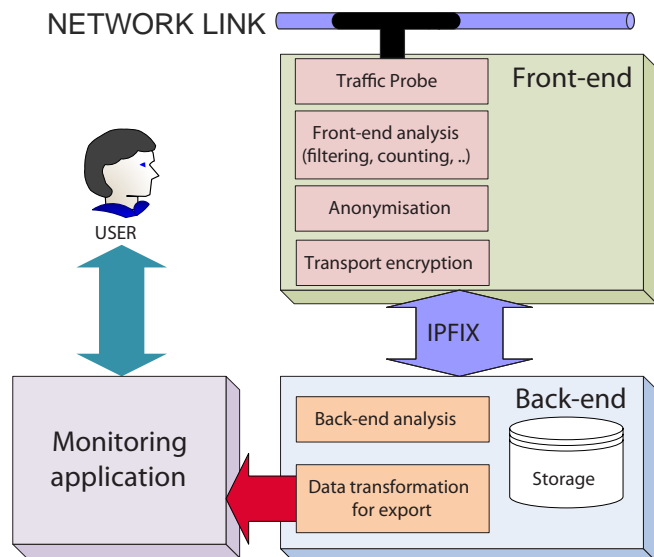 NETWORK LINK
Front-end
Traffic Probe
Front-end analysis
(filtering, counting, ..)
Anonymisation
Transport encryption
USER
IPFIX
Monitoring
application
Back-end
Back-end analysis
Storage
Data transformation
for export